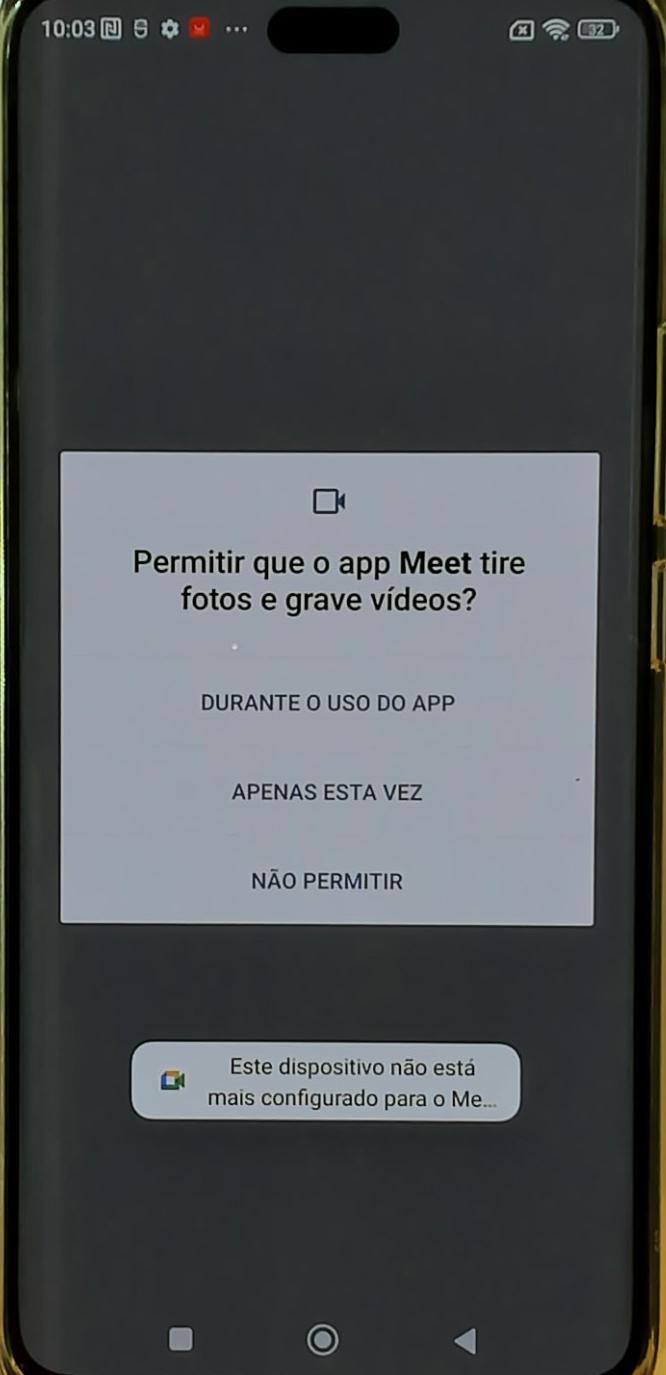 10:03
32
Permitir que o app Meet tire
fotos e grave vídeos?
DURANTE O USO DO APP
APENAS ESTA VEZ
NÃO PERMITIR
Este dispositivo não está
mais configurado para o Me...